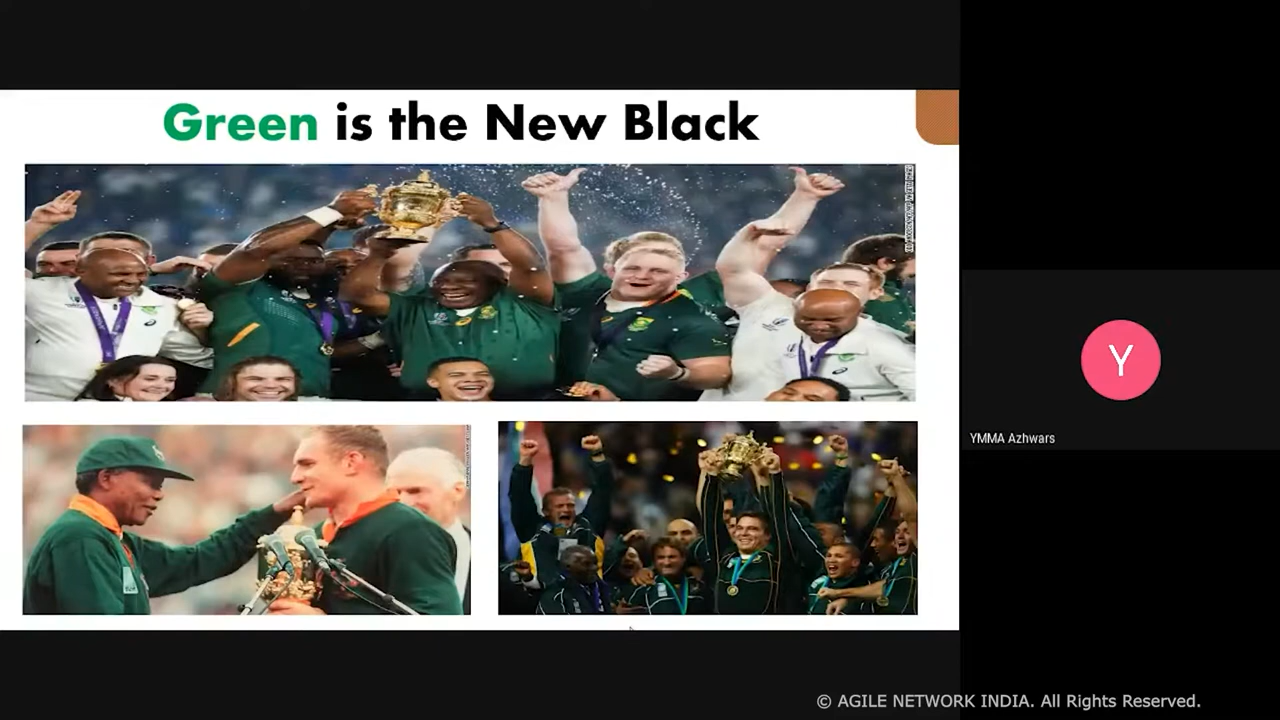 Green is the New Black
Y
YMMA Azhwars
© AGILE NETWORK INDIA. All Rights Reserved.